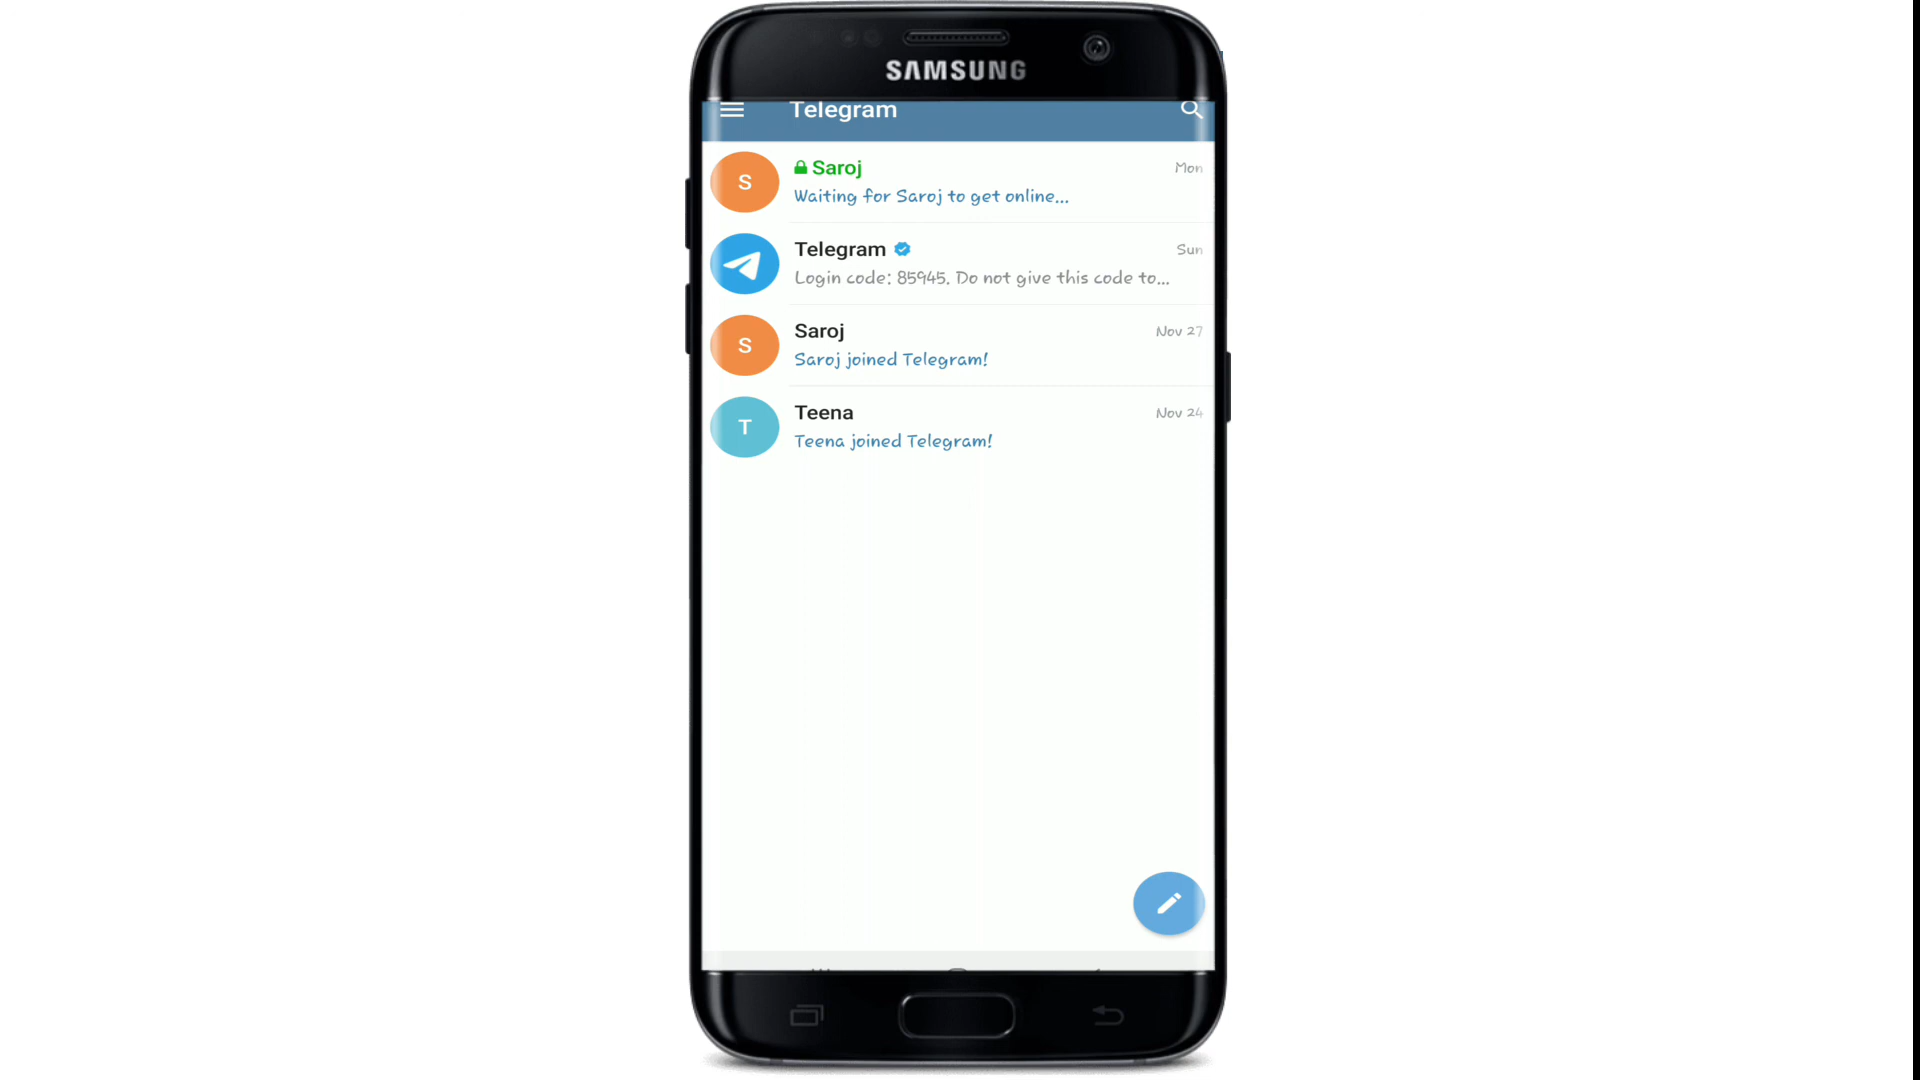 SAMSUNG
Telegram
S
Saroj
Mon
Waiting for Saroj to get online...
Telegram
Sun
Login code: 85945. Do not give this code to...
S
Saroj
Nov 27
Saroj joined Telegram!
T
Teena
Nov 24
Teena joined Telegram!